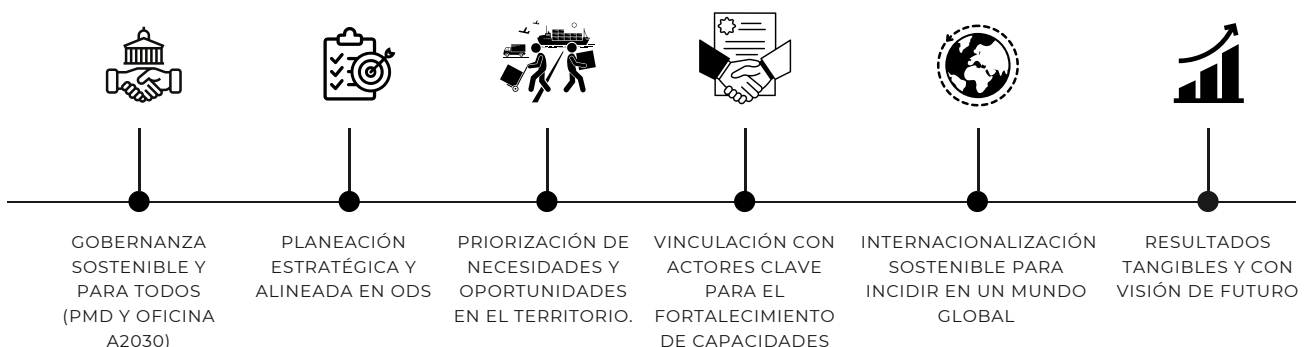 GOBERNANZA
SOSTENIBLE Y
PARA TODOS
(PMD Y OFICINA
A2030)
PLANEACIÓN
ESTRATÉGICA Y
ALINEADA EN ODS
PRIORIZACIÓN DE
NECESIDADES Y
OPORTUNIDADES
EN EL TERRITORIO.
VINCULACIÓN CON
ACTORES CLAVE
PARA EL
FORTALECIMIENTO
DE CAPACIDADES
INTERNACIONALIZACIÓN
SOSTENIBLE PARA
INCIDIR EN UN MUNDO
GLOBAL
RESULTADOS
TANGIBLES Y CON
VISIÓN DE FUTURO